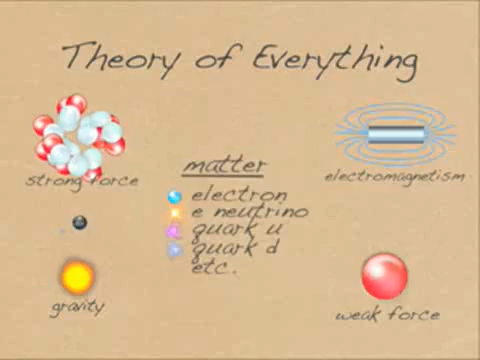 Theory of Everything
strong force
matter
electron
e neutrino
quark u
quark d
etc.
electromagnetism
gravity
weak force